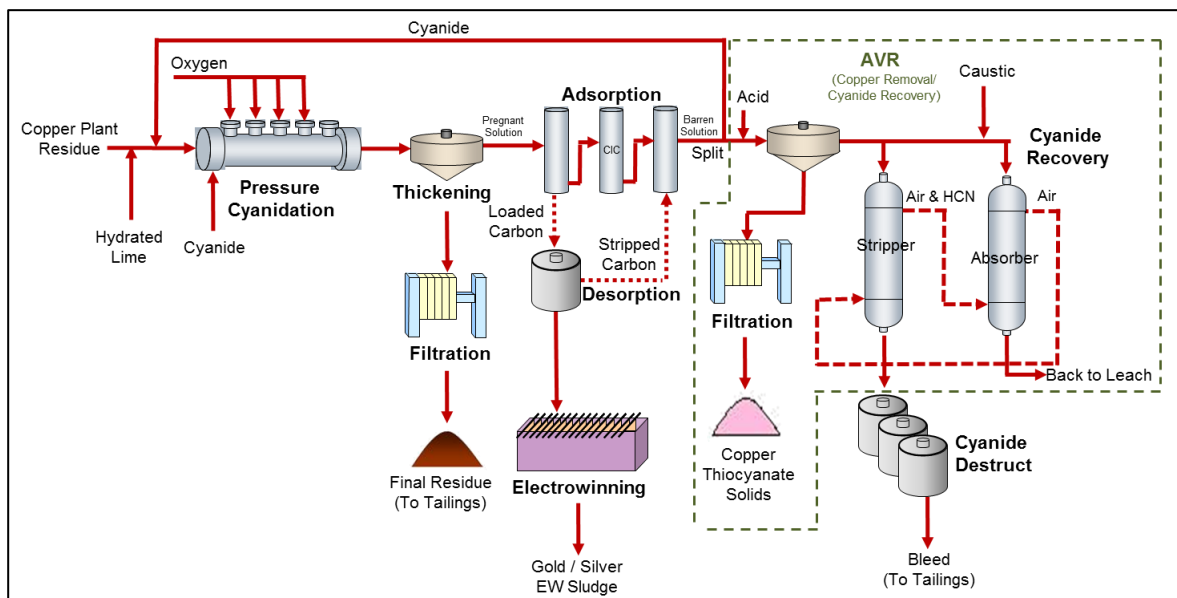 Cyanide
Oxygen
Copper Plant
Residue
Hydrated
Lime
Cyanide
Pressure
Cyanidation
Thickening
Filtration
Final Residue
(To Tailings)
Pregnant
Solution
Adsorption
CIC
Loaded
Carbon
Stripped
Carbon
Desorption
Electrowinning
Gold / Silver
EW Sludge
Barren
Solution
Split
Acid
AVR
(Copper Removal/
Cyanide Recovery)
Caustic
Cyanide
Recovery
Air & HCN
Air
Stripper
Absorber
Filtration
Copper
Thiocyanate
Solids
Back to Leach
Cyanide
Destruct
Bleed
(To Tailings)